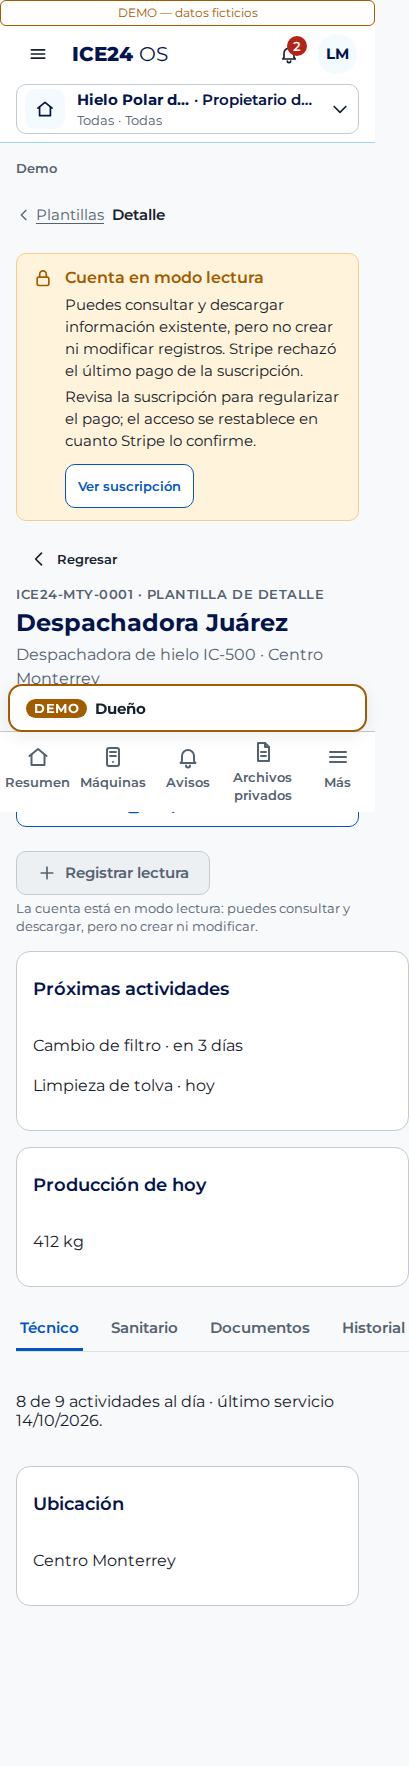 DEMO — datos ficticios
ICE24 OS
2
LM
Hielo Polar d... · Propietario d...
Todas · Todas
Demo
Plantillas Detalle
Cuenta en modo lectura
Puedes consultar y descargar
información existente, pero no crear
ni modificar registros. Stripe rechazó
el último pago de la suscripción.
Revisa la suscripción para regularizar
el pago; el acceso se restablece en
cuanto Stripe lo confirme.
Ver suscripción
Regresar
ICE24-MTY-0001 · PLANTILLA DE DETALLE
Despachadora Juárez
Despachadora de hielo IC-500 · Centro
Monterrey
DEMO Dueño
Resumen
Máquinas
Avisos
Archivos
privados
Más
Registrar lectura
La cuenta está en modo lectura: puedes consultar y
descargar, pero no crear ni modificar.
Próximas actividades
Cambio de filtro · en 3 días
Limpieza de tolva · hoy
Producción de hoy
412 kg
Técnico Sanitario Documentos Historial
8 de 9 actividades al día · último servicio
14/10/2026.
Ubicación
Centro Monterrey